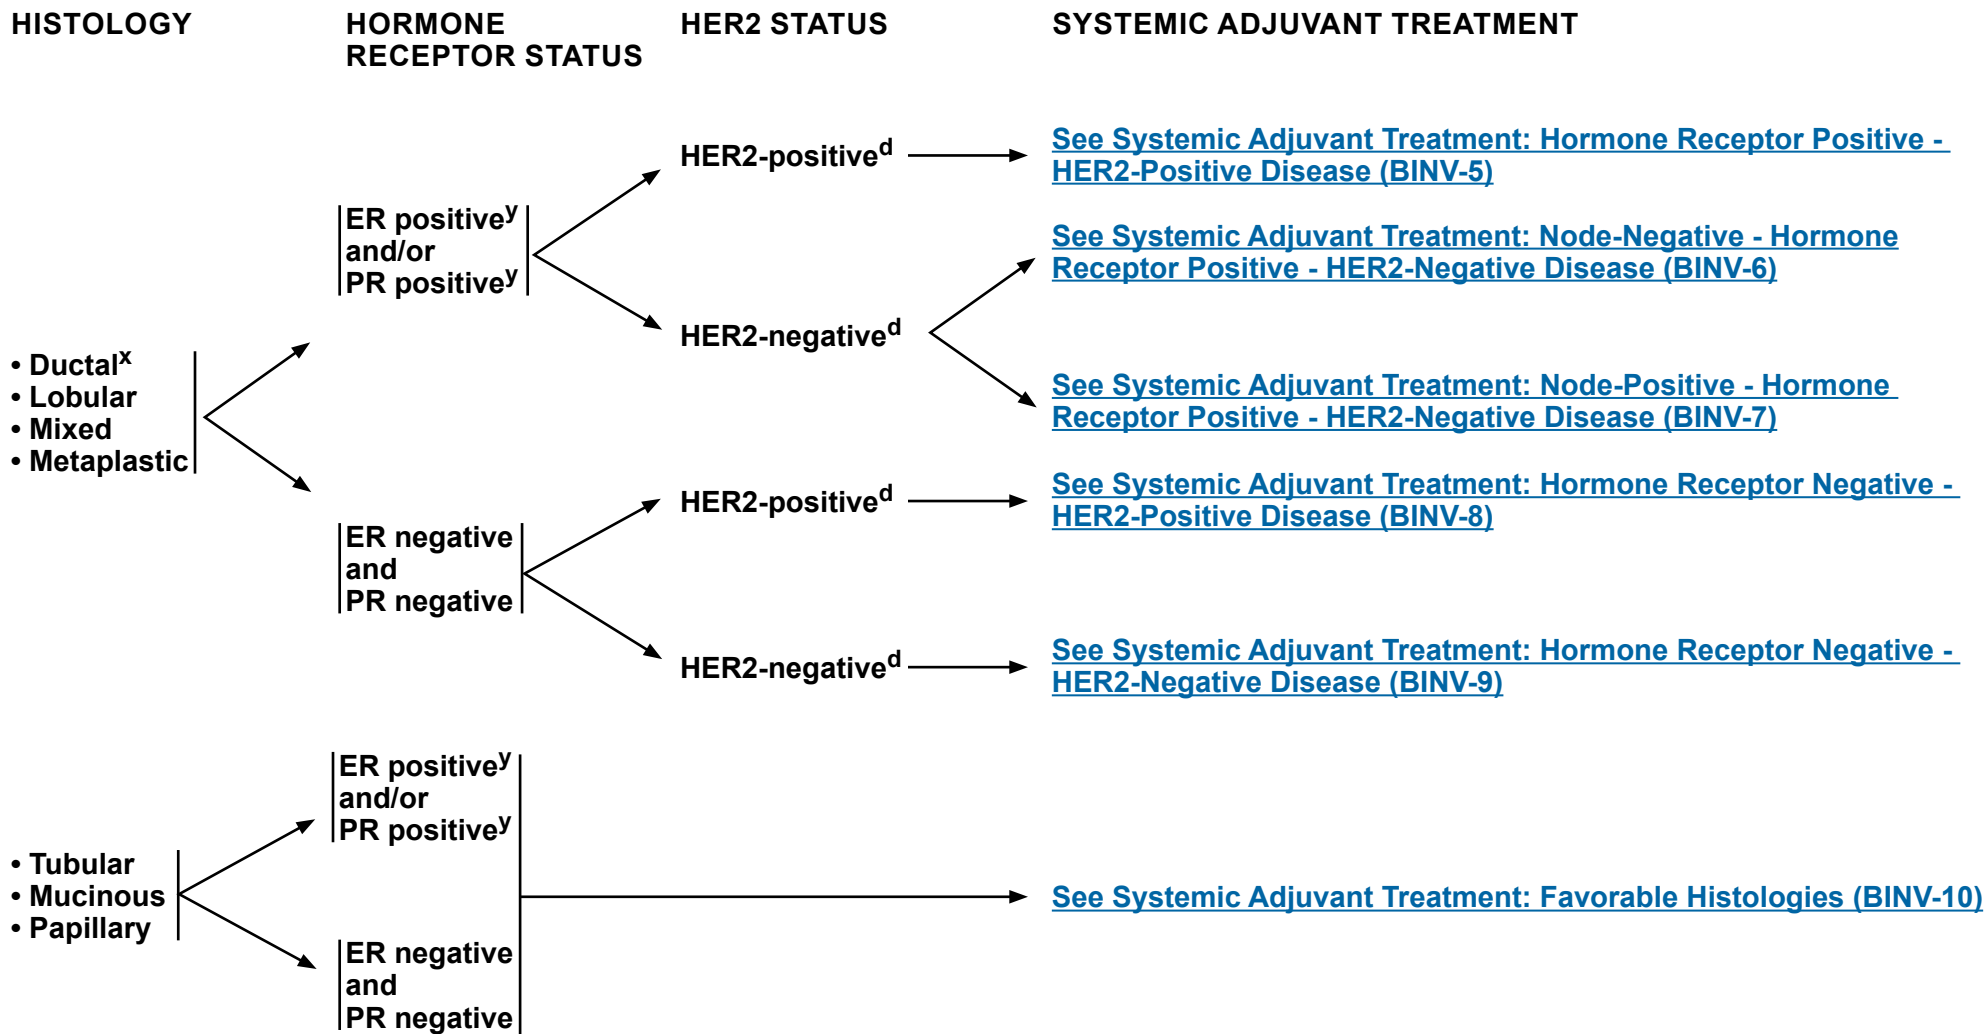 HISTOLOGY
HORMONE
RECEPTOR STATUS
HER2 STATUS
SYSTEMIC ADJUVANT TREATMENT
• Ductalx
• Lobular
• Mixed
• Metaplastic
ER positivey
and/or
PR positivey
HER2-positived
See Systemic Adjuvant Treatment: Hormone Receptor Positive -
HER2-Positive Disease (BINV-5)
HER2-negatived
See Systemic Adjuvant Treatment: Node-Negative - Hormone
Receptor Positive - HER2-Negative Disease (BINV-6)
See Systemic Adjuvant Treatment: Node-Positive - Hormone
Receptor Positive - HER2-Negative Disease (BINV-7)
ER negative
and
PR negative
HER2-positived
See Systemic Adjuvant Treatment: Hormone Receptor Negative -
HER2-Positive Disease (BINV-8)
HER2-negatived
See Systemic Adjuvant Treatment: Hormone Receptor Negative -
HER2-Negative Disease (BINV-9)
• Tubular
• Mucinous
• Papillary
ER positivey
and/or
PR positivey
ER negative
and
PR negative
See Systemic Adjuvant Treatment: Favorable Histologies (BINV-10)